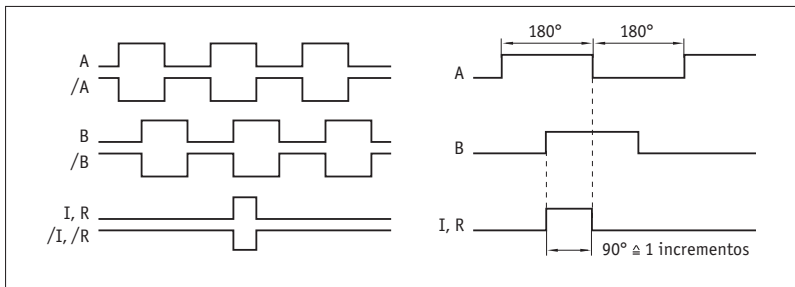 A
/A
B
/B
I, R
/I, /R
180° 180°
A
B
I, R
90° ≙ 1 incrementos